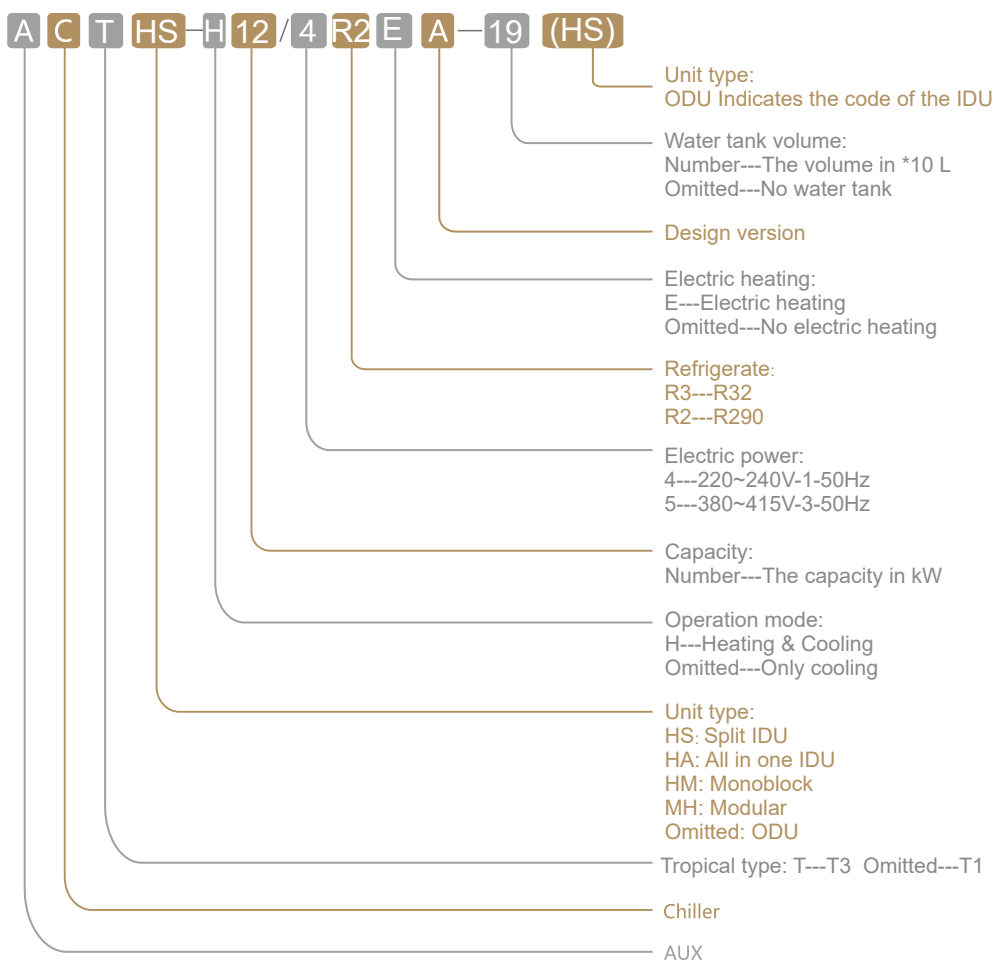 A C T HS-H 12/4 R2 E A-19 (HS)
Unit type:
ODU Indicates the code of the IDU
Water tank volume:
Number---The volume in *10 L
Omitted---No water tank
Design version
Electric heating:
E---Electric heating
Omitted---No electric heating
Refrigerate:
R3---R32
R2---R290
Electric power:
4---220~240V-1-50Hz
5---380~415V-3-50Hz
Capacity:
Number---The capacity in kW
Operation mode:
H---Heating & Cooling
Omitted---Only cooling
Unit type:
HS: Split IDU
HA: All in one IDU
HM: Monoblock
MH: Modular
Omitted: ODU
Tropical type: T---T3 Omitted---T1
Chiller
AUX